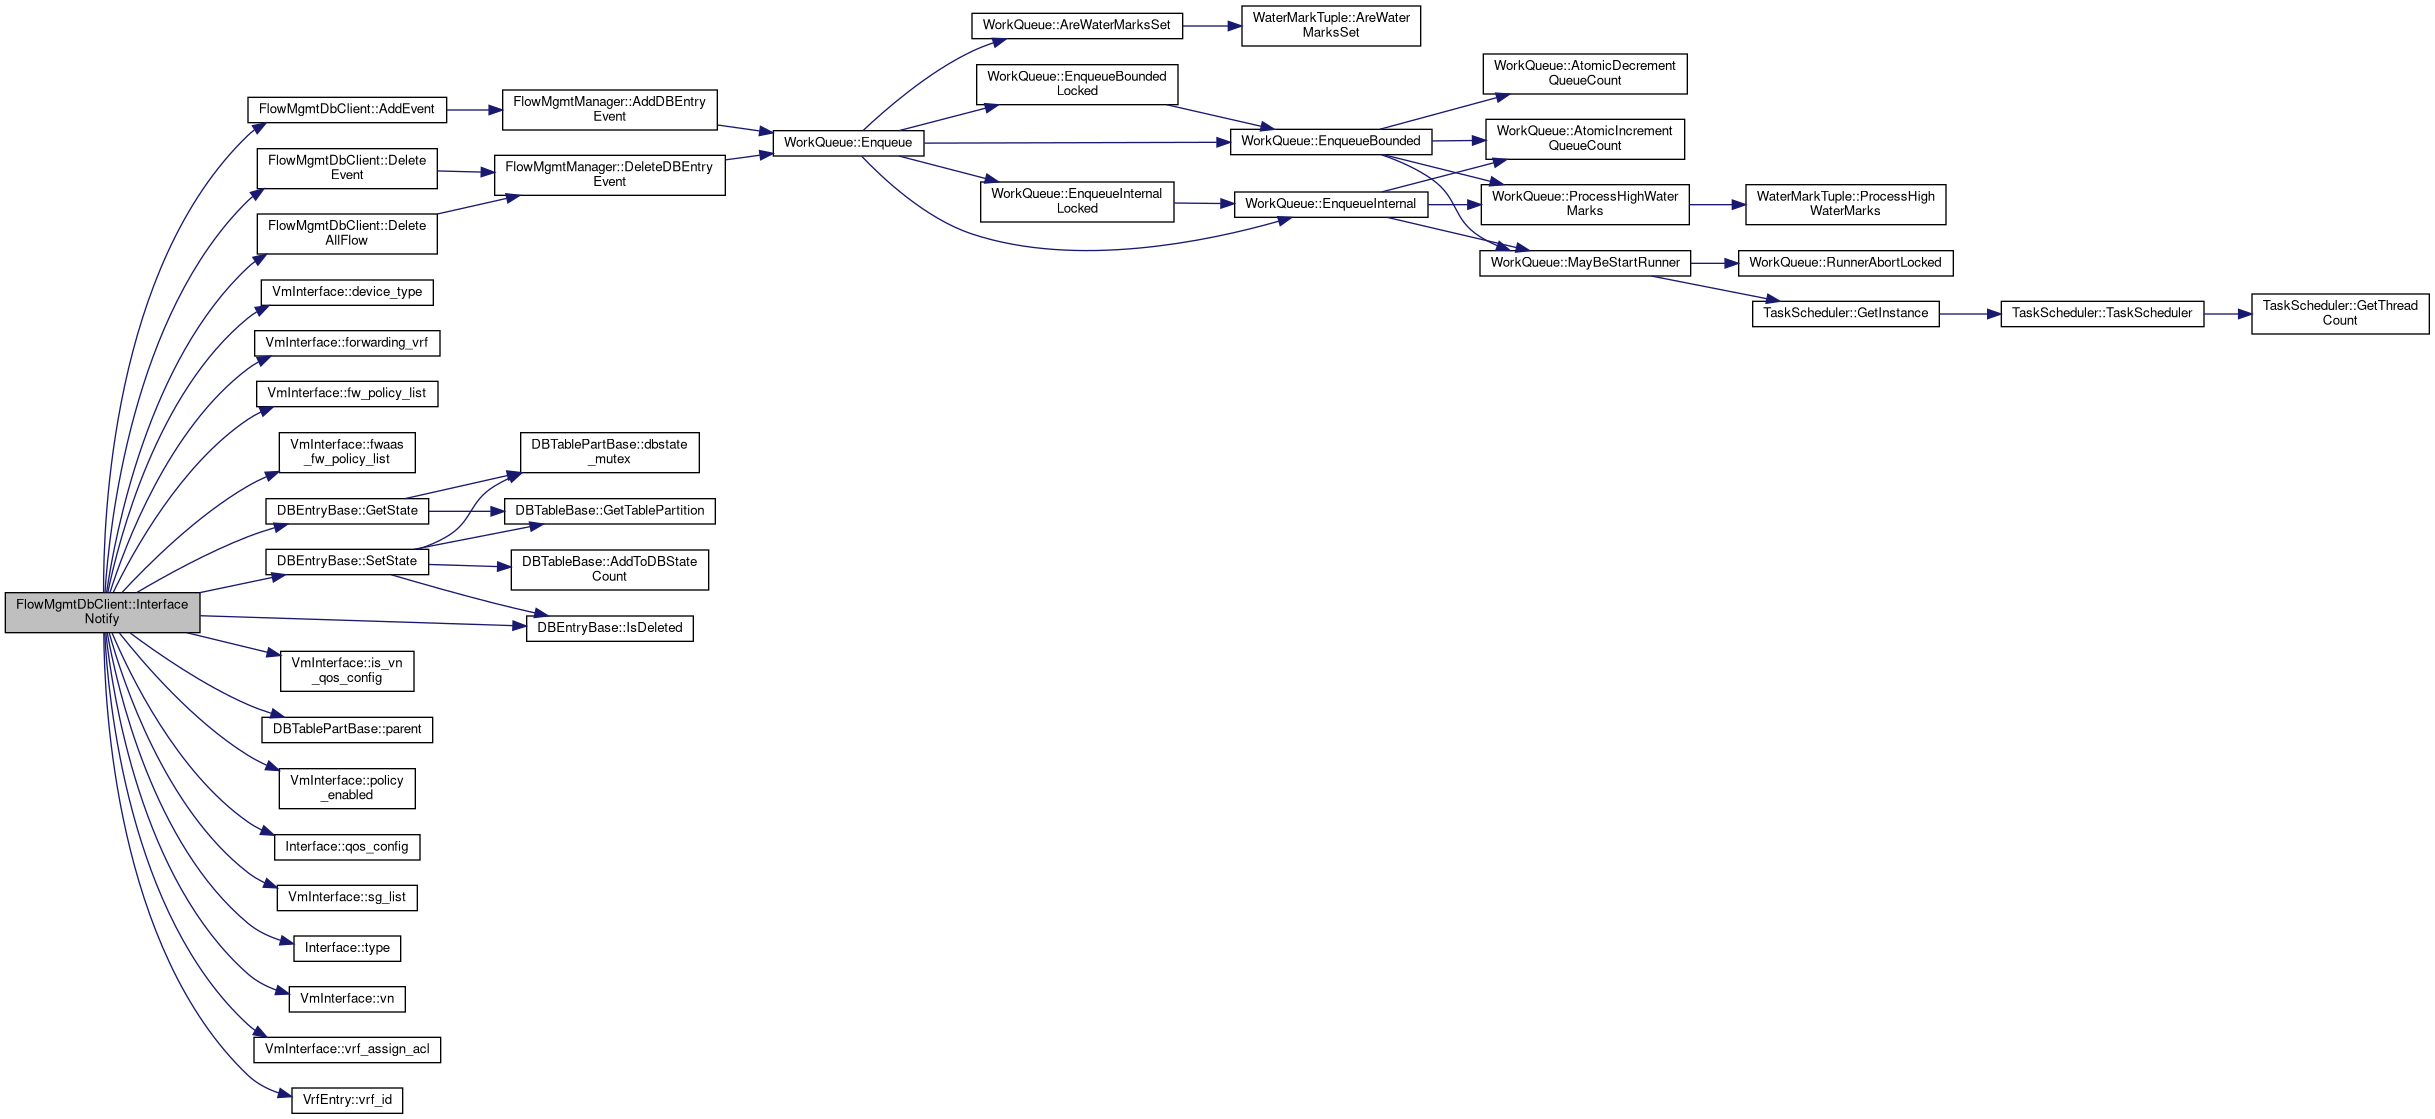 FlowMgmtDbClient::Interface
Notify
FlowMgmtDbClient::AddEvent
FlowMgmtManager::AddDBEntry
Event
WorkQueue::Enqueue
WorkQueue::AreWaterMarksSet
WaterMarkTuple::AreWater
MarksSet
WorkQueue::EnqueueBounded
Locked
WorkQueue::EnqueueBounded
WorkQueue::AtomicDecrement
QueueCount
WorkQueue::AtomicIncrement
QueueCount
WorkQueue::ProcessHighWater
Marks
WaterMarkTuple::ProcessHigh
WaterMarks
WorkQueue::MayBeStartRunner
WorkQueue::RunnerAbortLocked
TaskScheduler::GetInstance
TaskScheduler::TaskScheduler
TaskScheduler::GetThread
Count
WorkQueue::EnqueueInternal
Locked
WorkQueue::EnqueueInternal
FlowMgmtDbClient::Delete
Event
FlowMgmtManager::DeleteDBEntry
Event
FlowMgmtDbClient::Delete
AllFlow
VmInterface::device_type
VmInterface::forwarding_vrf
VmInterface::fw_policy_list
VmInterface::fwaas
_fw_policy_list
DBEntryBase::GetState
DBTablePartBase::dbstate
_mutex
DBTableBase::GetTablePartition
DBEntryBase::SetState
DBTableBase::AddToDBState
Count
DBEntryBase::IsDeleted
VmInterface::is_vn
_qos_config
DBTablePartBase::parent
VmInterface::policy
_enabled
Interface::qos_config
VmInterface::sg_list
Interface::type
VmInterface::vn
VmInterface::vrf_assign_acl
VrfEntry::vrf_id